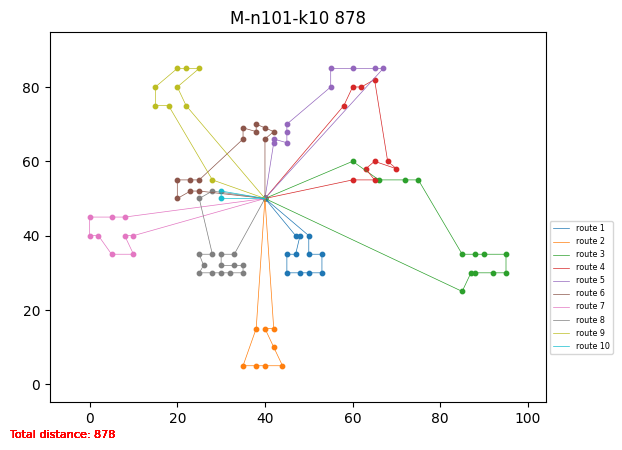 M-n101-k10 878
80
60
40
20
0
0 20 40 60 80 100
route 1
route 2
route 3
route 4
route 5
route 6
route 7
route 8
route 9
route 10
Total distance: 878